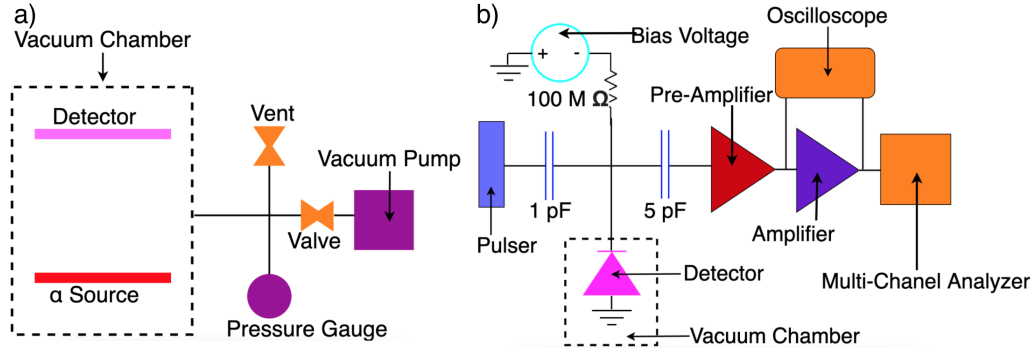 a)
Vacuum Chamber
Detector
α Source
Vent
Vacuum Pump
Valve
Pressure Gauge
b)
Oscilloscope
Bias Voltage
+ -
100 M Ω
Pre-Amplifier
1 pF
5 pF
Pulser
Amplifier
Detector
Multi-Chanel Analyzer
Vacuum Chamber